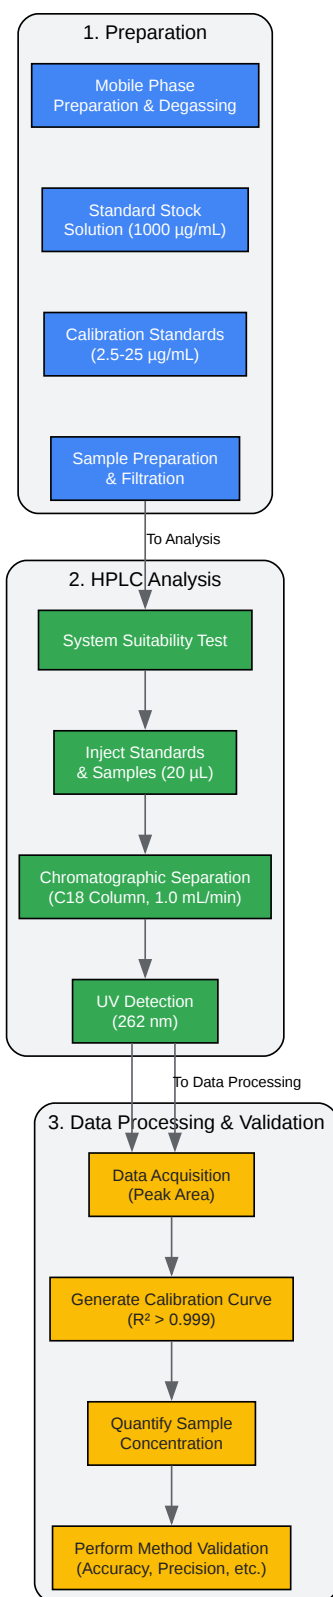 1. Preparation
Mobile Phase
Preparation & Degassing
Standard Stock
Solution (1000 µg/mL)
Calibration Standards
(2.5-25 µg/mL)
Sample Preparation
& Filtration
To Analysis
2. HPLC Analysis
System Suitability Test
Inject Standards
& Samples (20 µL)
Chromatographic Separation
(C18 Column, 1.0 mL/min)
UV Detection
(262 nm)
To Data Processing
3. Data Processing & Validation
Data Acquisition
(Peak Area)
Generate Calibration Curve
(R² > 0.999)
Quantify Sample
Concentration
Perform Method Validation
(Accuracy, Precision, etc.)